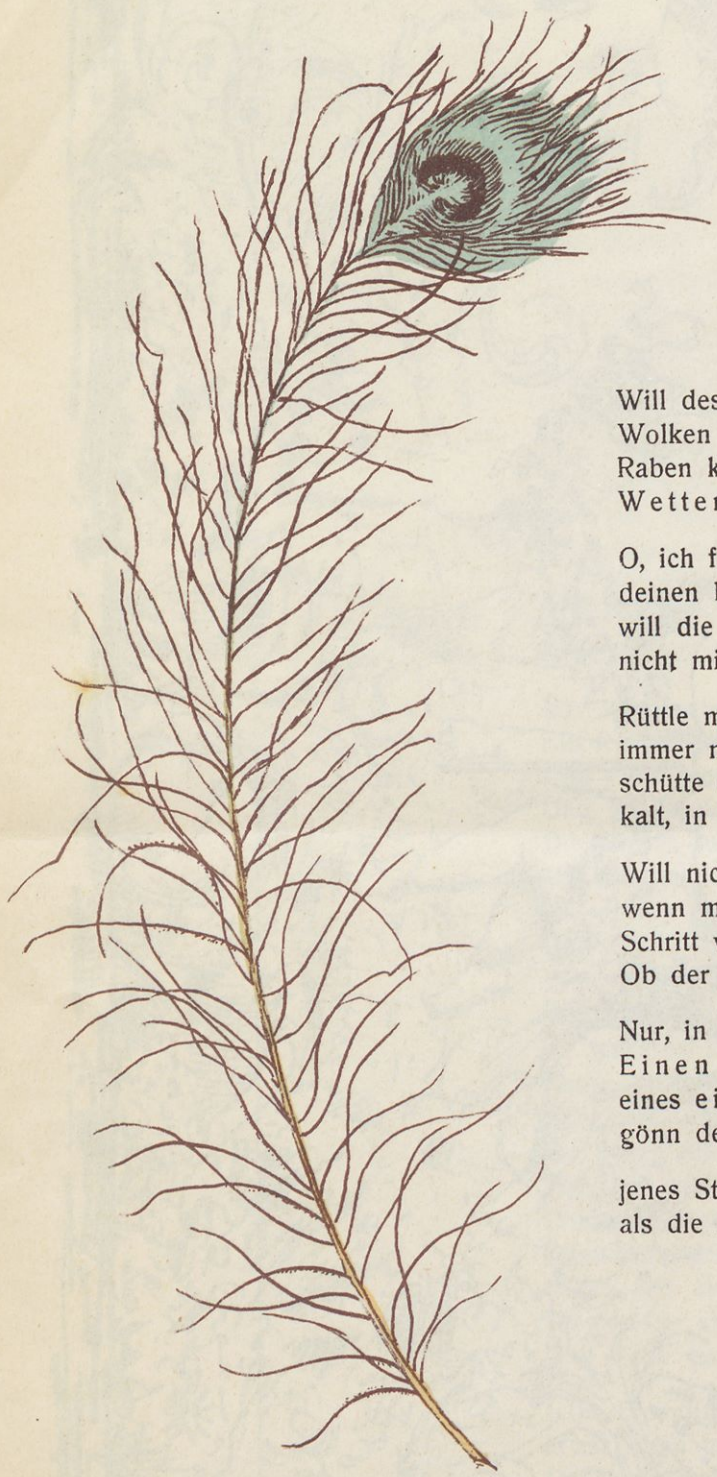 Will des
Wolken
Raben k
Wetter
O, ich f
deinen
will die
nicht mi
Rüttle m
immer n
schütte
kalt, in
Will nic
wenn m
Schritt v
Ob der
Nur, in
Einen
eines ei
gönn de
jenes St
als die